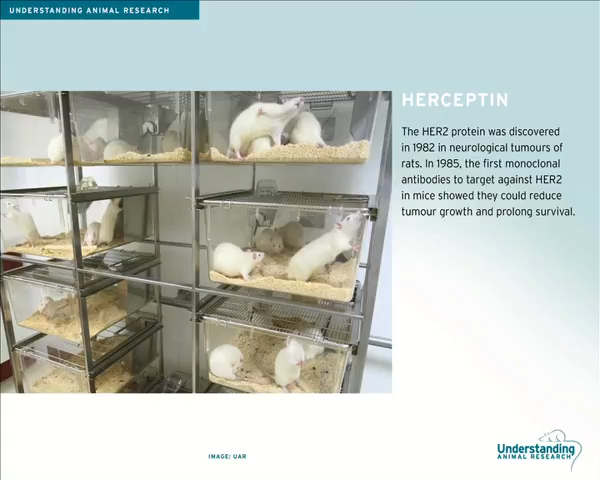 UNDERSTANDING ANIMAL RESEARCH
HERCEPTIN
The HER2 protein was discovered
in 1982 in neurological tumours of
rats. In 1985, the first monoclonal
antibodies to target against HER2
in mice showed they could reduce
tumour growth and prolong survival.
IMAGE: UAR
Understanding
ANIMAL RESEARCH